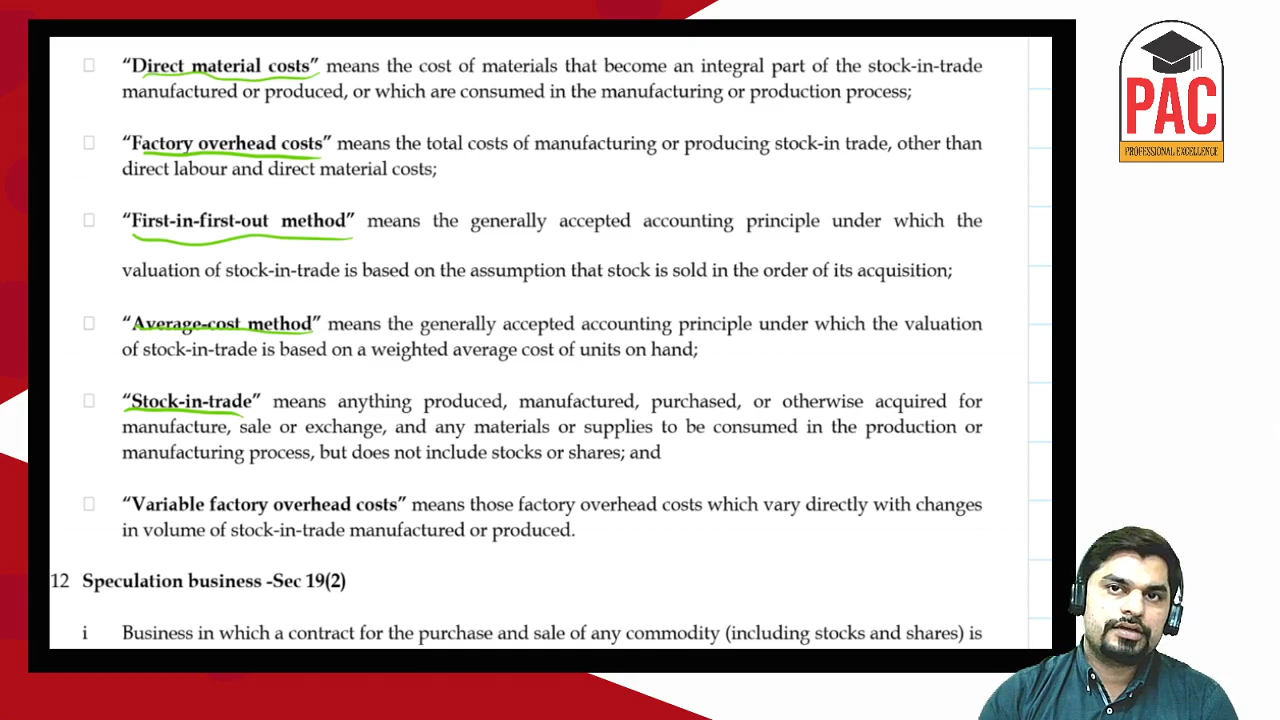 “Direct material costs” means the cost of materials that become an integral part of the stock-in-trade
manufactured or produced, or which are consumed in the manufacturing or production process;
“Factory overhead costs” means the total costs of manufacturing or producing stock-in trade, other than
direct labour and direct material costs;
“First-in-first-out method” means the generally accepted accounting principle under which the
valuation of stock-in-trade is based on the assumption that stock is sold in the order of its acquisition;
“Average-cost method” means the generally accepted accounting principle under which the valuation
of stock-in-trade is based on a weighted average cost of units on hand;
“Stock-in-trade” means anything produced, manufactured, purchased, or otherwise acquired for
manufacture, sale or exchange, and any materials or supplies to be consumed in the production or
manufacturing process, but does not include stocks or shares; and
“Variable factory overhead costs” means those factory overhead costs which vary directly with changes
in volume of stock-in-trade manufactured or produced.
12 Speculation business -Sec 19(2)
i Business in which a contract for the purchase and sale of any commodity (including stocks and shares) is
PAC
PROFESSIONAL EXCELLENCE